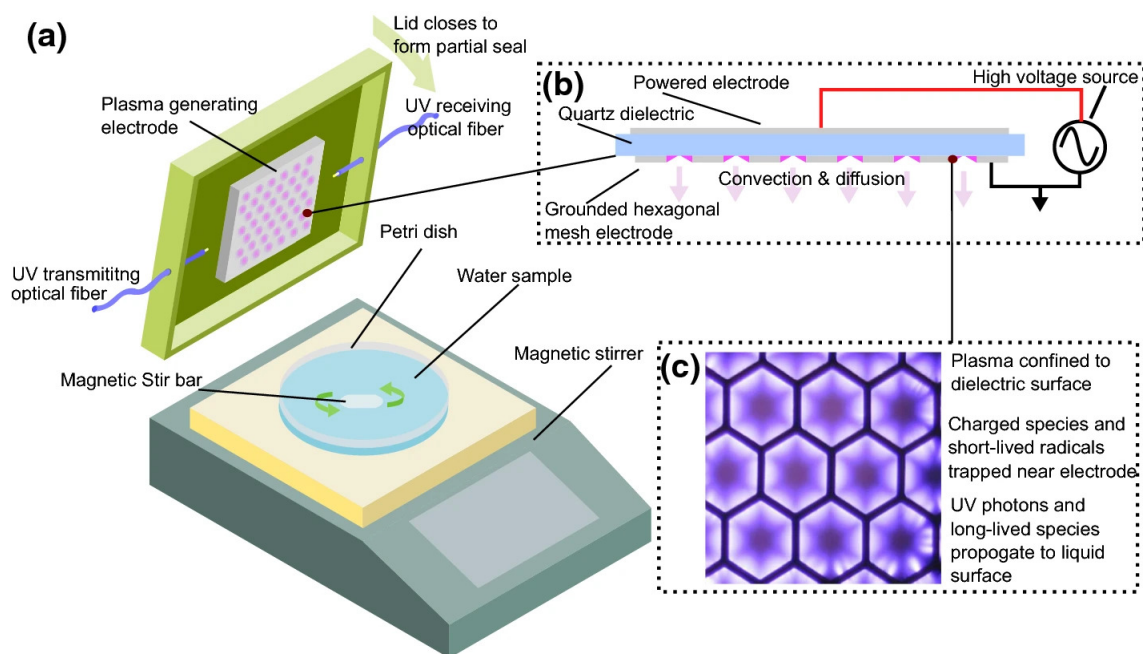 (a)
Lid closes to
form partial seal
Plasma generating
electrode
UV receiving
optical fiber
UV transmititng
optical fiber
Petri dish
Water sample
Magnetic stirrer
Magnetic Stir bar
(b)
High voltage source
Powered electrode
Quartz dielectric
Convection & diffusion
Grounded hexagonal
mesh electrode
(c)
Plasma confined to
dielectric surface
Charged species and
short-lived radicals
trapped near electrode
UV photons and
long-lived species
propogate to liquid
surface